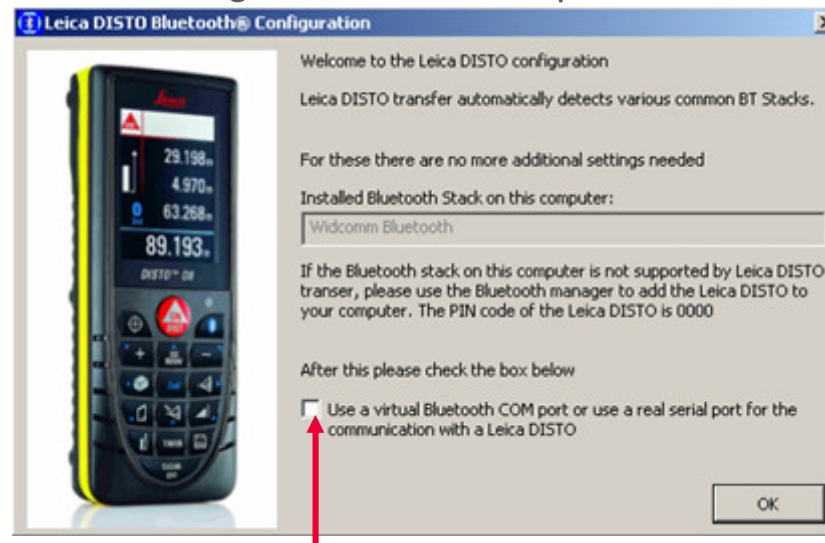 Leica DISTO Bluetooth® Configuration
Welcome to the Leica DISTO configuration
Leica DISTO transfer automatically detects various common BT Stacks.
For these there are no more additional settings needed
Installed Bluetooth Stack on this computer:
Widcomm Bluetooth
If the Bluetooth stack on this computer is not supported by Leica DISTO
transer, please use the Bluetooth manager to add the Leica DISTO to
your computer. The PIN code of the Leica DISTO is 0000
After this please check the box below
Use a virtual Bluetooth COM port or use a real serial port for the
communication with a Leica DISTO
OK
Leica
29.198m
4.970m
63.268m
89.193m
DISTO™ D8
ON
DIST
TIMER
CLEAR
OFF